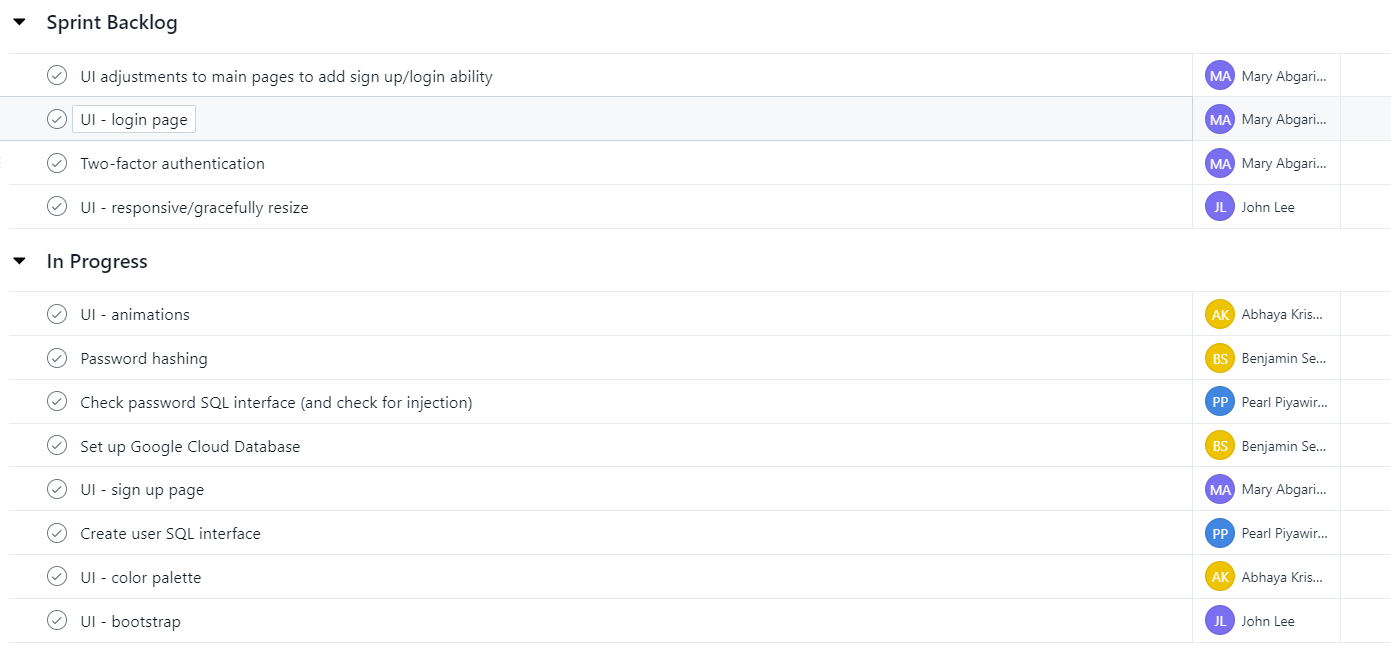 Sprint Backlog
UI adjustments to main pages to add sign up/login ability MA Mary Abgari...
UI - login page MA Mary Abgari...
Two-factor authentication MA Mary Abgari...
UI - responsive/gracefully resize JL John Lee
In Progress
UI - animations AK Abhaya Kris...
Password hashing BS Benjamin Se...
Check password SQL interface (and check for injection) PP Pearl Piyawir...
Set up Google Cloud Database BS Benjamin Se...
UI - sign up page MA Mary Abgari...
Create user SQL interface PP Pearl Piyawir...
UI - color palette AK Abhaya Kris...
UI - bootstrap JL John Lee